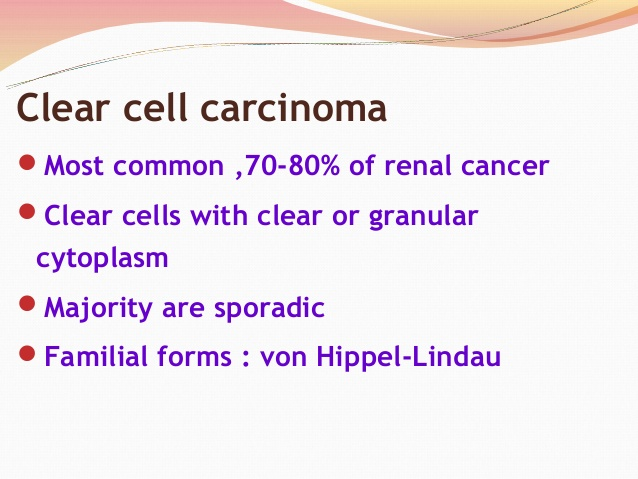 Clear cell carcinoma
Most common ,70-80% of renal cancer
Clear cells with clear or granular
cytoplasm
Majority are sporadic
Familial forms : von Hippel-Lindau